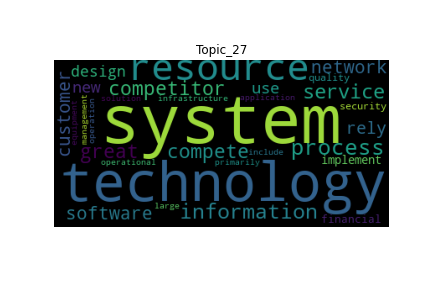 Topic_27
resource network
design quality
new competitor use service
customer solution infrastructure application security
system
equipment management operation rely
great compete process
operational include implement
primarily
technology
large
software information financial